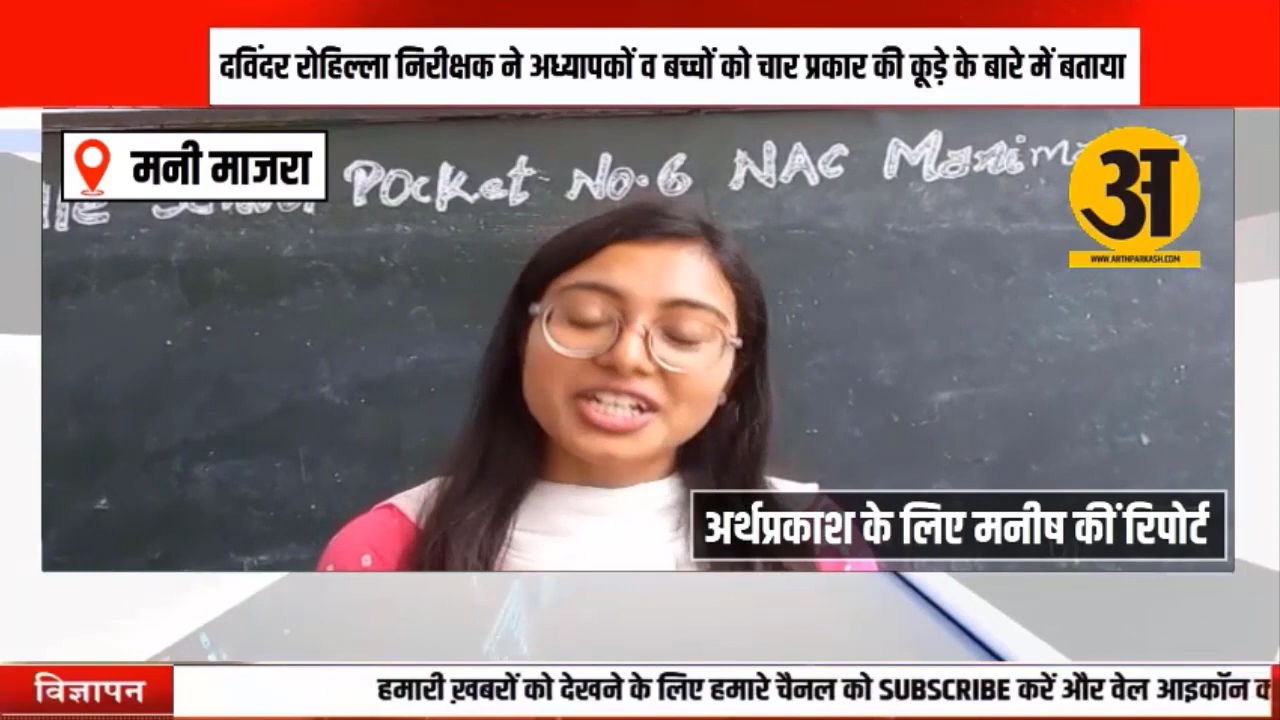 दविंदर रोहिल्ला निरीक्षक ने अध्यापकों व बच्चों को चार प्रकार की कूड़े के बारे में बताया
मनी माजरा
Pocket No.6 NAC
अ
WWW.ARTHPARKASH.COM
अर्थप्रकाश के लिए मनीष कीं रिपोर्ट
विज्ञापन
हमारी ख़बरों को देखने के लिए हमारे चैनल को SUBSCRIBE करें और वेल आइकॉन